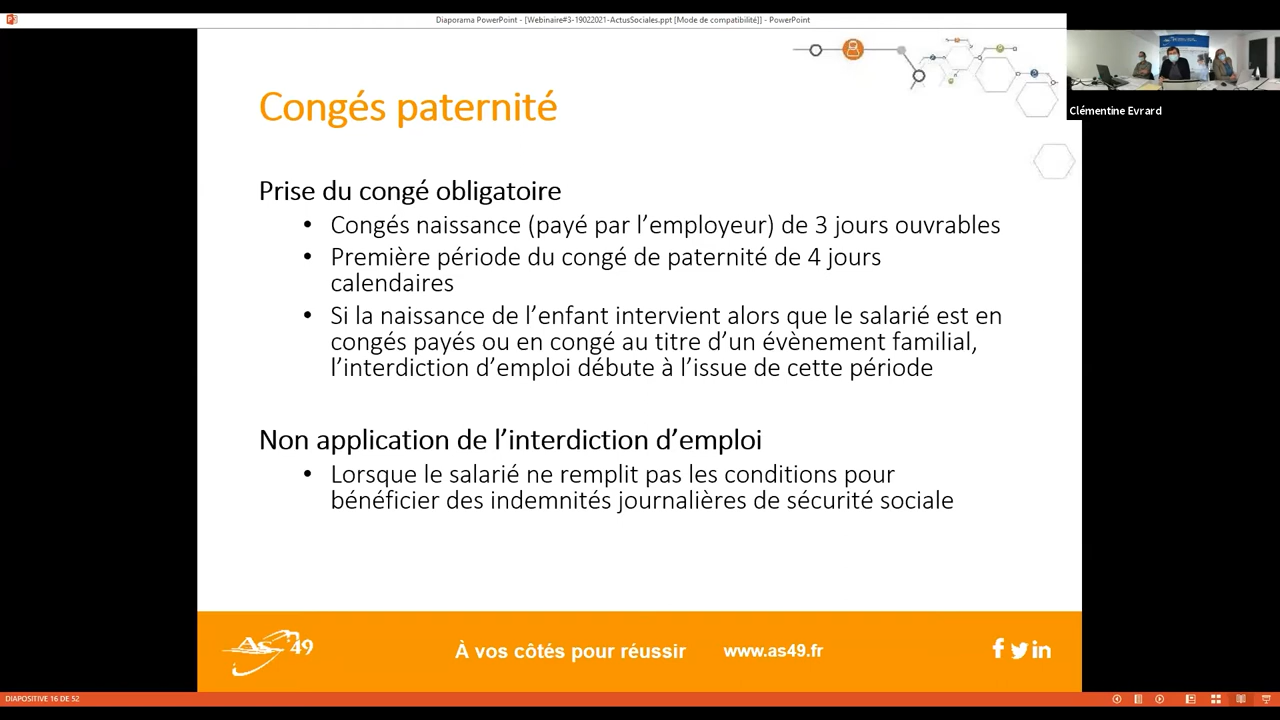 Diaporama PowerPoint - [Webinaire#3-19022021-ActusSociales.ppt [Mode de compatibilité]] - PowerPoint
Clémentine Evrard
Congés paternité
Prise du congé obligatoire
• Congés naissance (payé par l’employeur) de 3 jours ouvrables
• Première période du congé de paternité de 4 jours
calendaires
• Si la naissance de l’enfant intervient alors que le salarié est en
congés payés ou en congé au titre d’un évènement familial,
l’interdiction d’emploi débute à l’issue de cette période
Non application de l’interdiction d’emploi
• Lorsque le salarié ne remplit pas les conditions pour
bénéficier des indemnités journalières de sécurité sociale
As 49
À vos côtés pour réussir
www.as49.fr
DIAPOSITIVE 16 DE 52